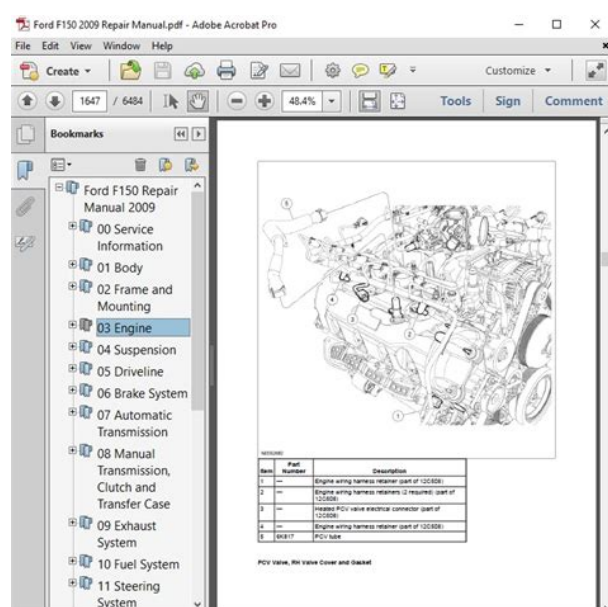 Ford F150 2009 Repair Manual.pdf - Adobe Acrobat Pro
File Edit View Window Help
Create
Customize
1647 / 6484
48.4%
Tools Sign Comment
Bookmarks
Ford F150 Repair
Manual 2009
00 Service
Information
01 Body
02 Frame and
Mounting
03 Engine
04 Suspension
05 Driveline
06 Brake System
07 Automatic
Transmission
08 Manual
Transmission,
Clutch and
Transfer Case
09 Exhaust
System
10 Fuel System
11 Steering
System
5
4
3
2
1
Item Part Number Description
1 — Engine wiring harness retainer (part of 12C508)
2 — Engine wiring harness retainers (2 required) (part of
12C508)
3 — Heated PCV valve electrical connector (part of
12C508)
4 — Engine wiring harness retainer (part of 12C508)
5 6K817 PCV tube
PCV Valve, RH Valve Cover and Gasket